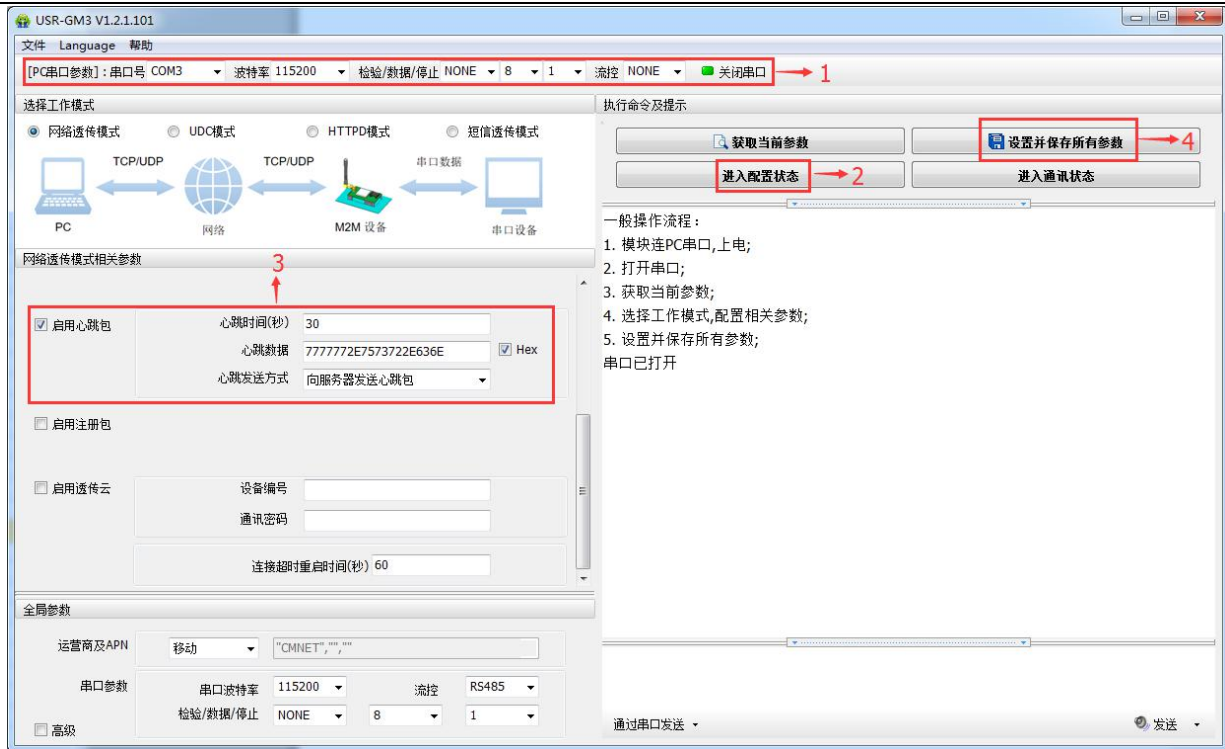 USR-GM3 V1.2.1.101
文件 Language 帮助
[PC串口参数]：串口号 COM3 波特率 115200 检验/数据/停止 NONE 8 1 流控 NONE 关闭串口 1
选择工作模式
网络透传模式 UDC模式 HTTPD模式 短信透传模式
TCP/UDP TCP/UDP 串口数据
PC 网络 M2M 设备 串口设备
网络透传模式相关参数
3
启用心跳包 心跳时间(秒) 30
心跳数据 7777772E7573722E636E Hex
心跳发送方式 向服务器发送心跳包
启用注册包
启用透传云 设备编号
通讯密码
连接超时重启时间(秒) 60
全局参数
运营商及APN 移动 "CMNET","",""
串口参数 串口波特率 115200 流控 RS485
检验/数据/停止 NONE 8 1
高级
执行命令及提示
获取当前参数 设置并保存所有参数 4
进入配置状态 2 进入通讯状态
一般操作流程：
1. 模块连PC串口,上电;
2. 打开串口;
3. 获取当前参数;
4. 选择工作模式,配置相关参数;
5. 设置并保存所有参数;
串口已打开
通过串口发送 发送